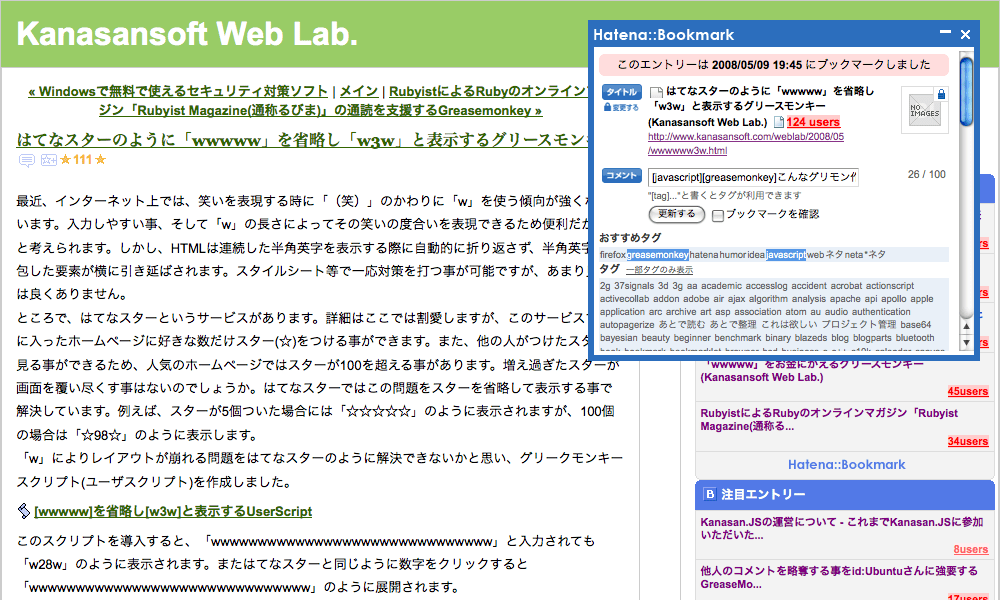 Kanasansoft Web Lab.
« Windowsで無料で使えるセキュリティ対策ソフト | メイン | RubyistによるRubyのオンライン
ジン「Rubyist Magazine(通称るびま)」の通読を支援するGreasemonkey »
はてなスターのように「wwwww」を省略し「w3w」と表示するグリースモンキ
★111★
最近、インターネット上では、笑いを表現する時に「（笑）」のかわりに「w」を使う傾向が強くな
います。入力しやすい事、そして「w」の長さによってその笑いの度合いを表現できるため便利だか
と考えられます。しかし、HTMLは連続した半角英字を表示する際に自動的に折り返さず、半角英字
包した要素が横に引き延ばされます。スタイルシート等で一応対策を打つ事が可能ですが、あまり
は良くありません。
ところで、はてなスターというサービスがあります。詳細はここでは割愛しますが、このサービス
に入ったホームページに好きな数だけスター(☆)をつける事ができます。また、他の人がつけたスタ
見る事ができるため、人気のホームページではスターが100を超える事があります。増え過ぎたスターが
画面を覆い尽くす事はないのでしょうか。はてなスターではこの問題をスターを省略して表示する事で
解決しています。例えば、スターが5個ついた場合には「☆☆☆☆☆」のように表示されますが、100個
の場合は「☆98☆」のように表示します。
「w」によりレイアウトが崩れる問題をはてなスターのように解決できないかと思い、グリークモンキー
スクリプト(ユーザスクリプト)を作成しました。
[wwwww]を省略し[w3w]と表示するUserScript
このスクリプトを導入すると、「wwwwwwwwwwwwwwwwwwwwwwwwwwwwww」と入力されても
「w28w」のように表示されます。またはてなスターと同じように数字をクリックすると
「wwwwwwwwwwwwwwwwwwwwwwwwwwwwww」のように展開されます。
Hatena::Bookmark
このエントリーは 2008/05/09 19:45 にブックマークしました
タイトル
変更する
はてなスターのように「wwwww」を省略し
「w3w」と表示するグリースモンキー
(Kanasansoft Web Lab.) 124 users
http://www.kanasansoft.com/weblab/2008/05
/wwwwww3w.html
NO
IMAGES
コメント
[javascript][greasemonkey]こんなグリモンか
26 / 100
"[tag]..."と書くとタグが利用できます
更新する ブックマークを確認
おすすめタグ
firefox greasemonkey hatena humor idea javascript web ネタ neta *ネタ
タグ 一部タグのみ表示
2g 37signals 3d 3g aa academic accesslog accident acrobat actionscript
activecollab addon adobe air ajax algorithm analysis apache api apollo apple
application arc archive art asp association atom au audio authentication
autopagerize あとで読む あとで整理 これは欲しい プロジェクト管理 base64
bayesian beauty beginner benchmark binary blazeds blog blogparts bluetooth
「wwwwww」をお金にかえるグリースモンキー
(Kanasansoft Web Lab.)
45users
RubyistによるRubyのオンラインマガジン「Rubyist
Magazine(通称る...
34users
Hatena::Bookmark
B 注目エントリー
Kanasan.JSの運営について - これまでKanasan.JSに参加
いただいた...
8users
他人のコメントを略奪する事をid:Ubuntuさんに強要する
GreaseMo...
17users